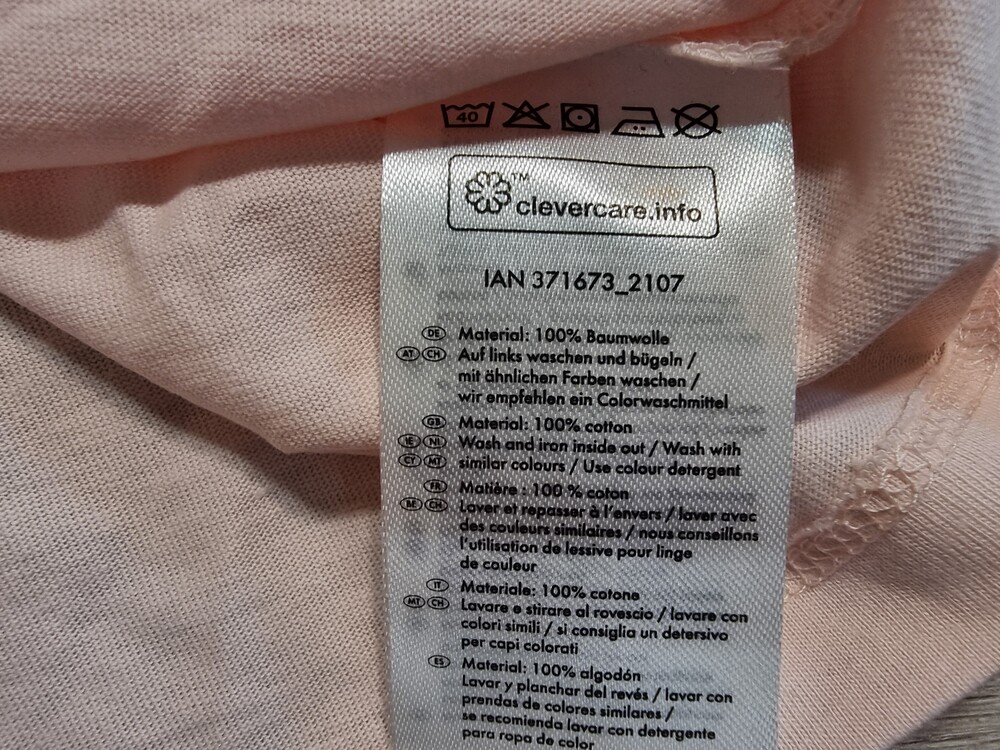 40
clevercare.info™
IAN 371673_2107
DE Material: 100% Baumwolle
AT CH Auf links waschen und bügeln /
mit ähnlichen Farben waschen /
wir empfehlen ein Colorwaschmittel
GB Material: 100% cotton
IE NI Wash and iron inside out / Wash with
CY MT similar colours / Use colour detergent
FR Matière : 100 % coton
BE CH Laver et repasser à l'envers / laver avec
des couleurs similaires / nous conseillons
l'utilisation de lessive pour linge
de couleur
IT Materiale: 100% cotone
MT CH Lavare e stirare al rovescio / lavare con
colori simili / si consiglia un detersivo
per capi colorati
ES Material: 100% algodón
Lavar y planchar del revés / lavar con
prendas de colores similares /
se recomienda lavar con detergente
para ropa de color